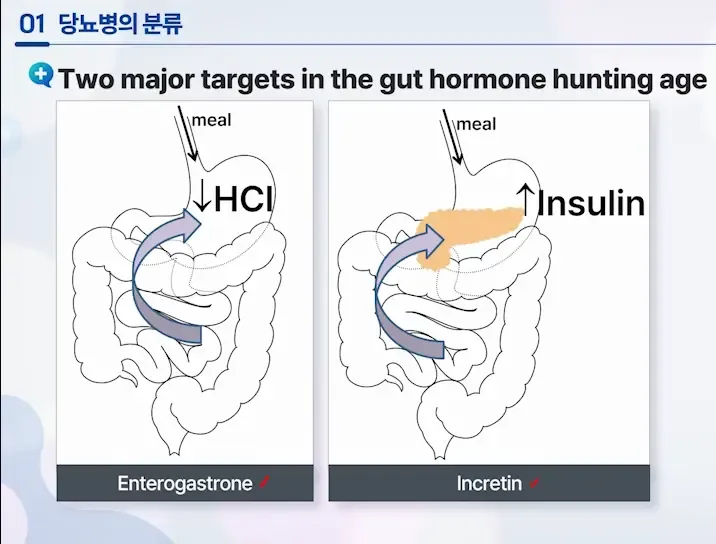 01 당뇨병의 분류
Two major targets in the gut hormone hunting age
meal
↓HCl
Enterogastrone
meal
↑Insulin
Incretin